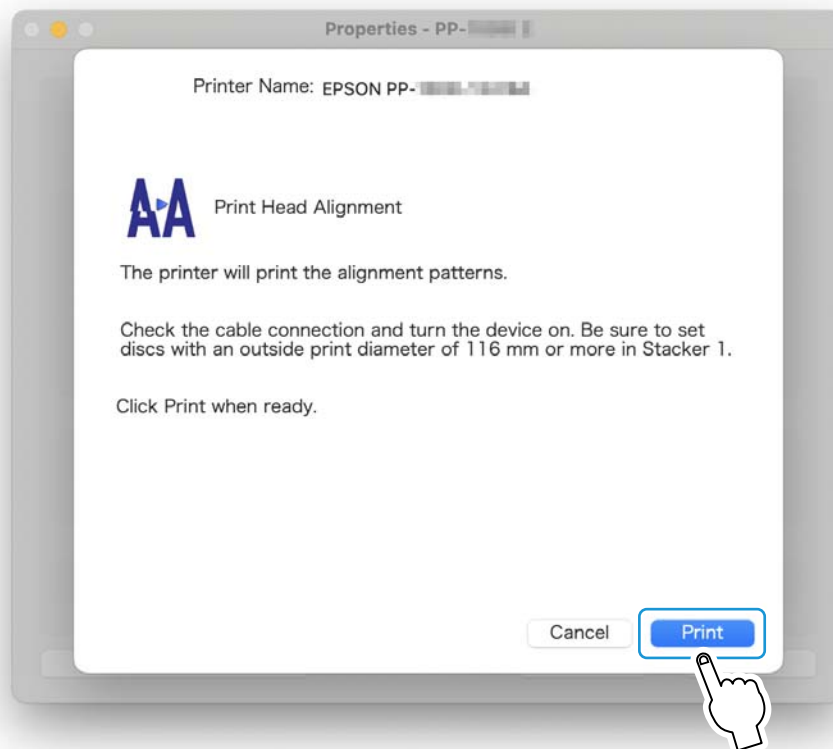 Properties - PP-
Printer Name: EPSON PP-
Print Head Alignment
The printer will print the alignment patterns.
Check the cable connection and turn the device on. Be sure to set
discs with an outside print diameter of 116 mm or more in Stacker 1.
Click Print when ready.
Cancel Print